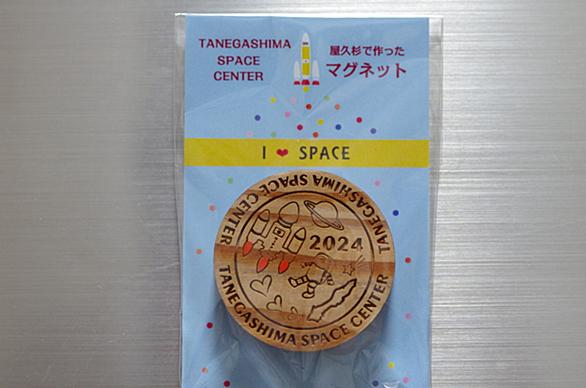 TANEGASHIMA
SPACE
CENTER
屋久杉で作った
マグネット
I ❤ SPACE
TANEGASHIMA SPACE CENTER
2024
TANEGASHIMA SPACE CENTER